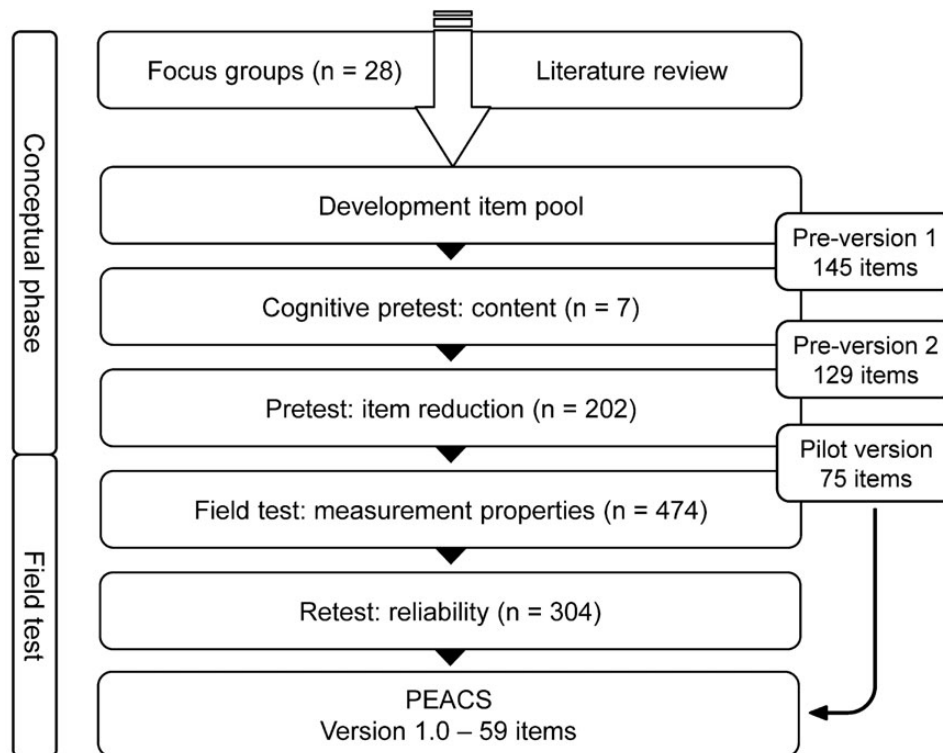 Conceptual phase
Focus groups (n = 28)
Literature review
Development item pool
Pre-version 1
145 items
Cognitive pretest: content (n = 7)
Pre-version 2
129 items
Pretest: item reduction (n = 202)
Pilot version
75 items
Field test
Field test: measurement properties (n = 474)
Retest: reliability (n = 304)
PEACS
Version 1.0 – 59 items